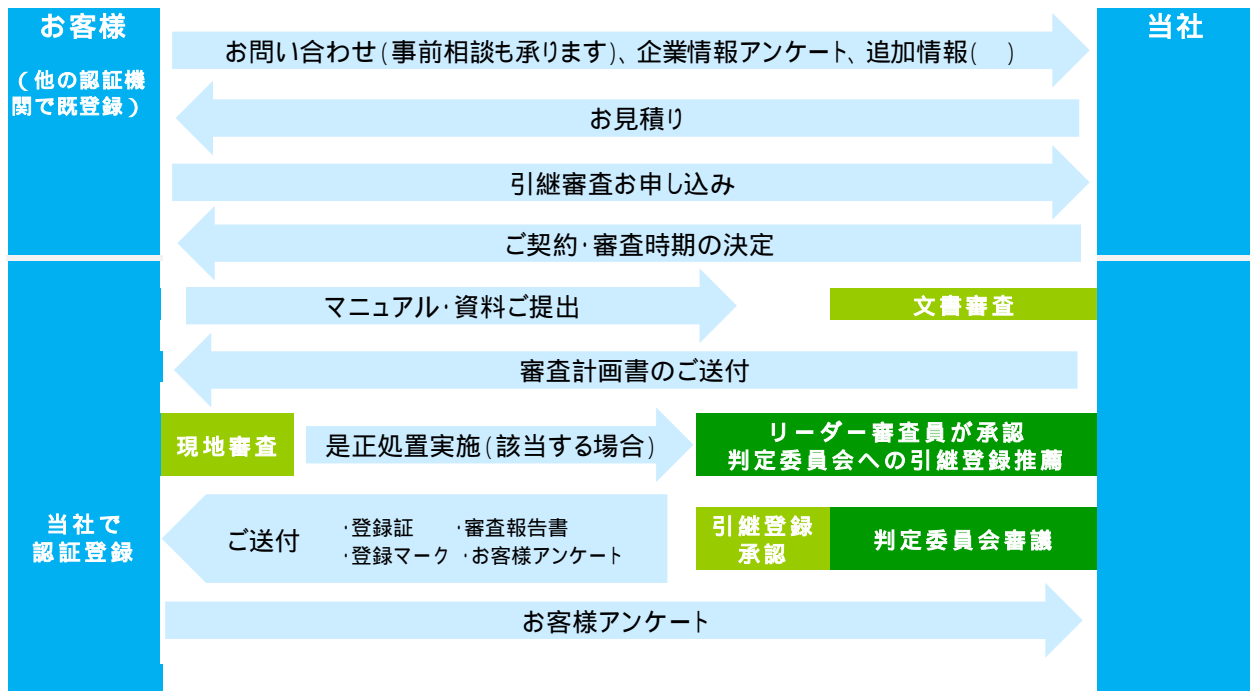 お客様
(他の認証機
関で既登録)
当社
お問い合わせ(事前相談も承ります)、企業情報アンケート、追加情報(　)
お見積り
引継審査お申し込み
ご契約・審査時期の決定
マニュアル・資料ご提出
文書審査
審査計画書のご送付
現地審査
是正処置実施(該当する場合)
リーダー審査員が承認
判定委員会への引継登録推薦
当社で
認証登録
ご送付
・登録証　・審査報告書
・登録マーク ・お客様アンケート
引継登録
承認
判定委員会審議
お客様アンケート